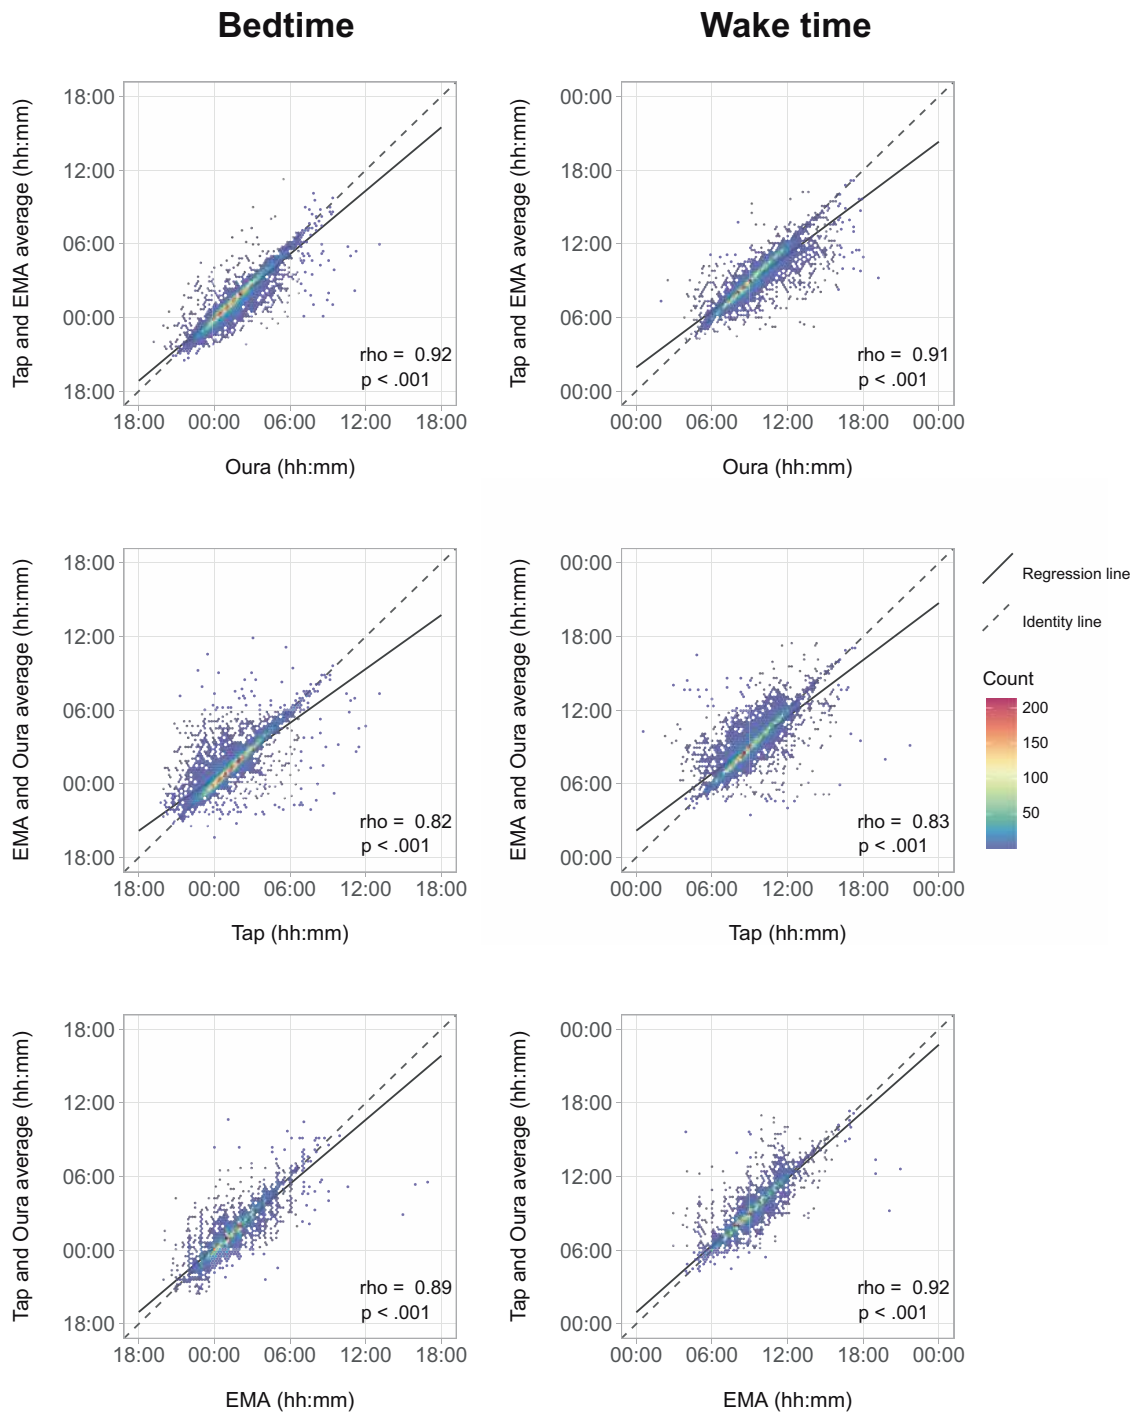 Bedtime
Wake time
Tap and EMA average (hh:mm)
18:00
12:00
06:00
00:00
18:00
rho = 0.92
p < .001
18:00 00:00 06:00 12:00 18:00
Oura (hh:mm)
Tap and EMA average (hh:mm)
00:00
18:00
12:00
06:00
00:00
rho = 0.91
p < .001
00:00 06:00 12:00 18:00 00:00
Oura (hh:mm)
EMA and Oura average (hh:mm)
18:00
12:00
06:00
00:00
18:00
rho = 0.82
p < .001
18:00 00:00 06:00 12:00 18:00
Tap (hh:mm)
EMA and Oura average (hh:mm)
00:00
18:00
12:00
06:00
00:00
rho = 0.83
p < .001
00:00 06:00 12:00 18:00 00:00
Tap (hh:mm)
Regression line
Identity line
Count
200
150
100
50
Tap and Oura average (hh:mm)
18:00
12:00
06:00
00:00
18:00
rho = 0.89
p < .001
18:00 00:00 06:00 12:00 18:00
EMA (hh:mm)
Tap and Oura average (hh:mm)
00:00
18:00
12:00
06:00
00:00
rho = 0.92
p < .001
00:00 06:00 12:00 18:00 00:00
EMA (hh:mm)